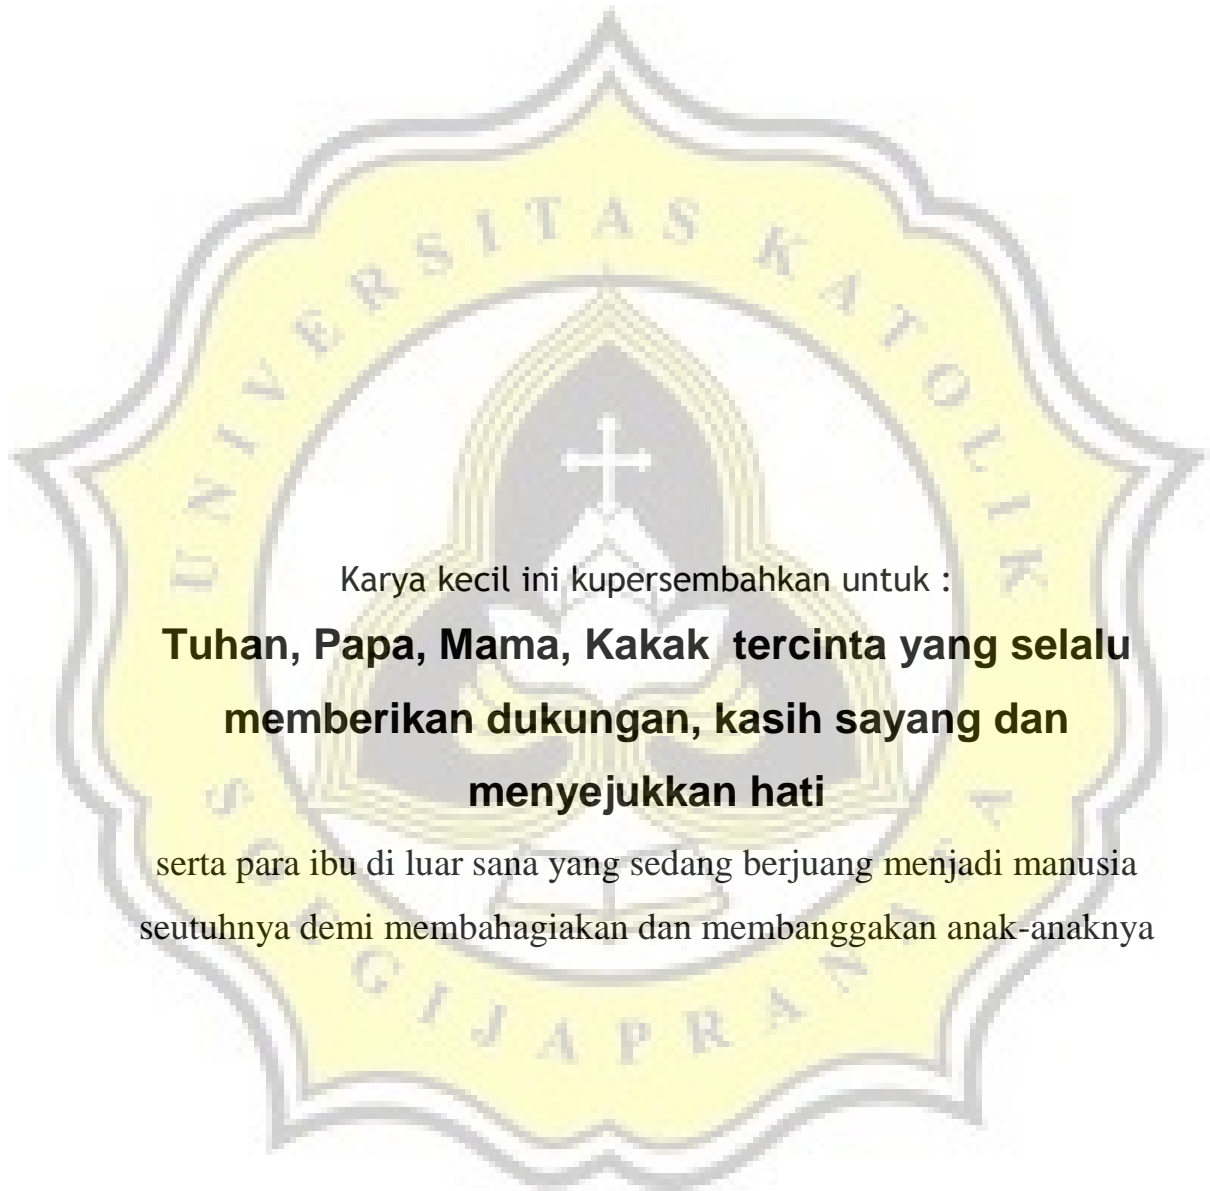 UNIVERSITAS KATOLIK
Karya kecil ini kupersembahkan untuk :
Tuhan, Papa, Mama, Kakak tercinta yang selalu
memberikan dukungan, kasih sayang dan
menyejukkan hati
serta para ibu di luar sana yang sedang berjuang menjadi manusia
seutuhnya demi membahagiakan dan membanggakan anak-anaknya
SOEGIJAPRANATA